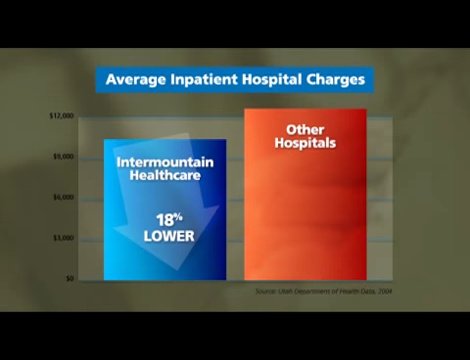 Average Inpatient Hospital Charges
$12,000
$9,000
$6,000
$3,000
$0
Intermountain
Healthcare
18%
LOWER
Other
Hospitals
Source: Utah Department of Health Data, 2004